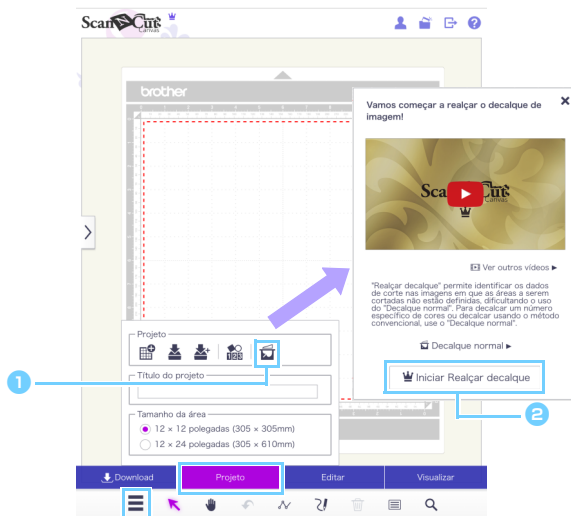 ScanNCut
Canvas
brother
Vamos começar a realçar o decalque de
imagem!
ScanNCut
Canvas
Ver outros vídeos ►
"Realçar decalque" permite identificar os dados
de corte nas imagens em que as áreas a serem
cortadas não estão definidas, dificultando o uso
do "Decalque normal". Para decalcar um número
específico de cores ou decalcar usando o método
convencional, use o "Decalque normal".
Decalque normal ►
Iniciar Realçar decalque
Projeto
123
Título do projeto
Tamanho da área
12 × 12 polegadas (305 × 305mm)
12 × 24 polegadas (305 × 610mm)
1
2
Download
Projeto
Editar
Visualizar